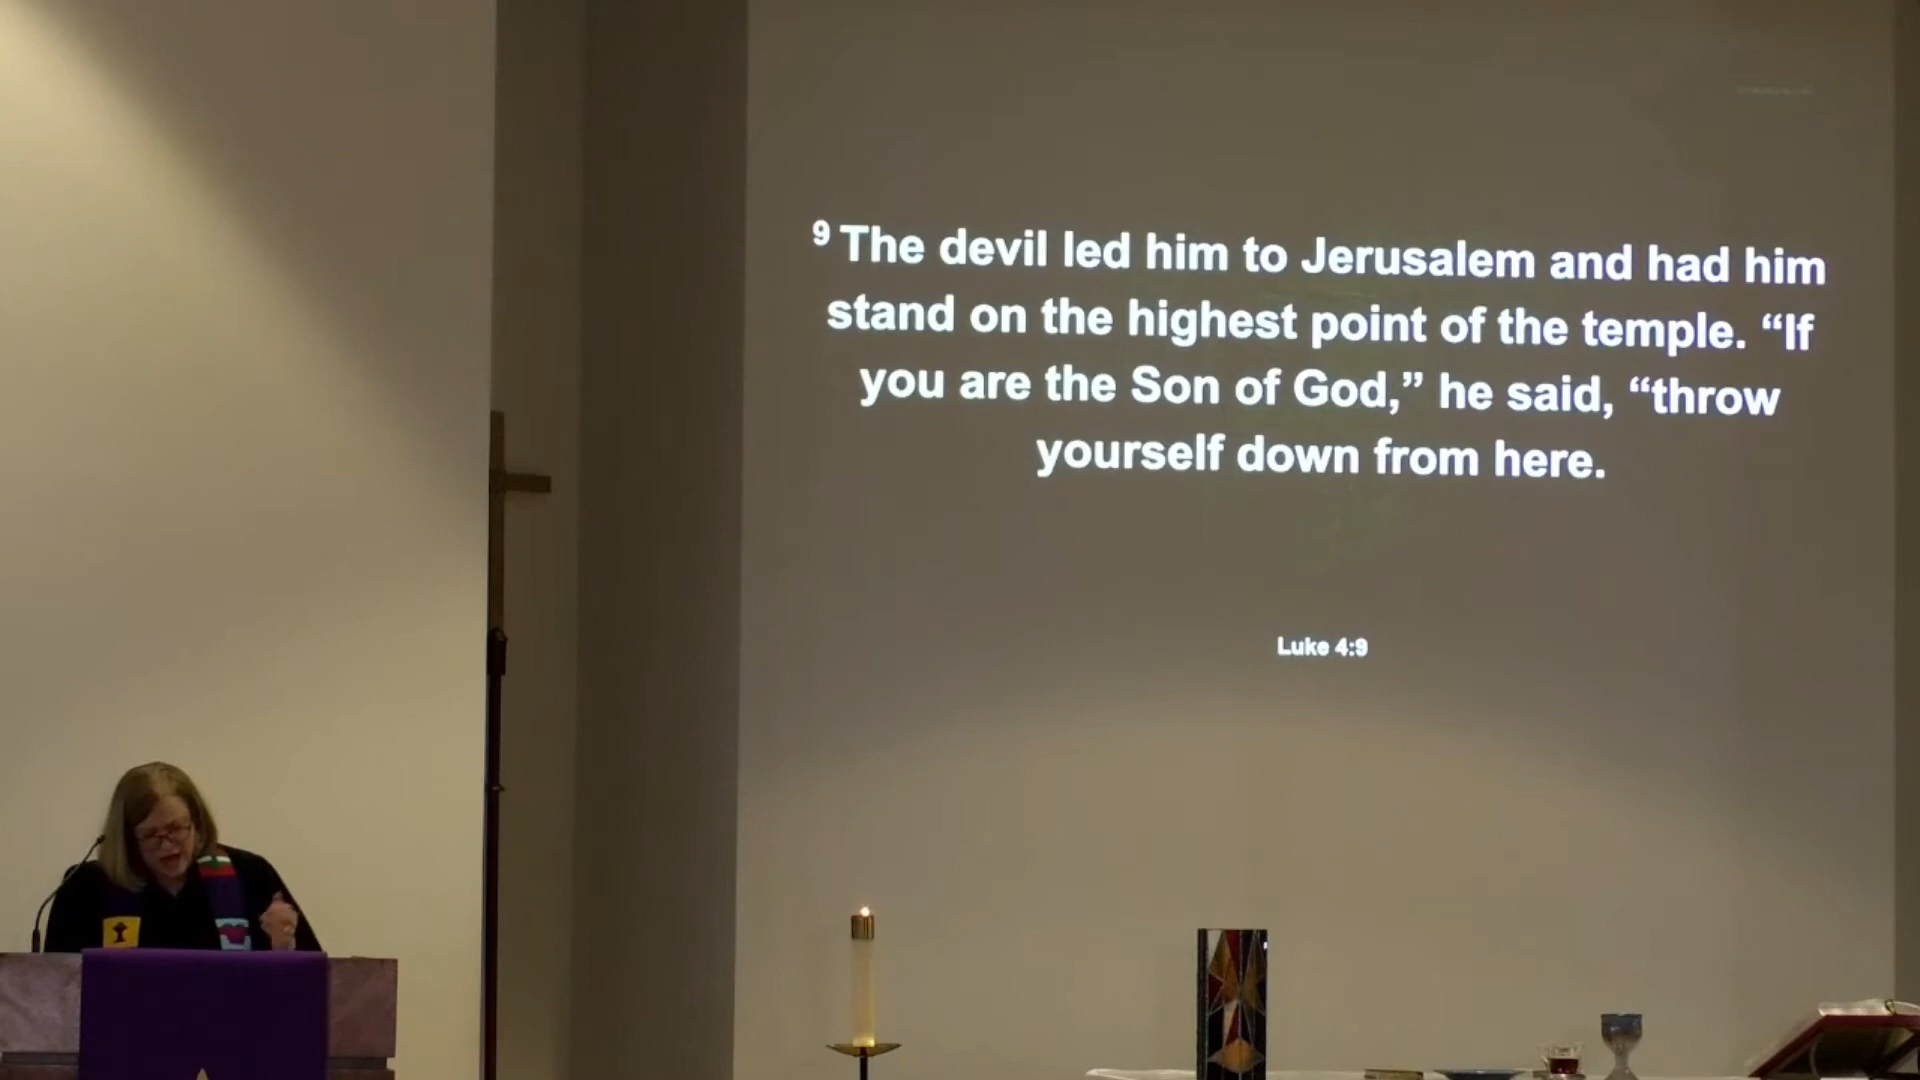 9 The devil led him to Jerusalem and had him
stand on the highest point of the temple. “If
you are the Son of God,” he said, “throw
yourself down from here.
Luke 4:9